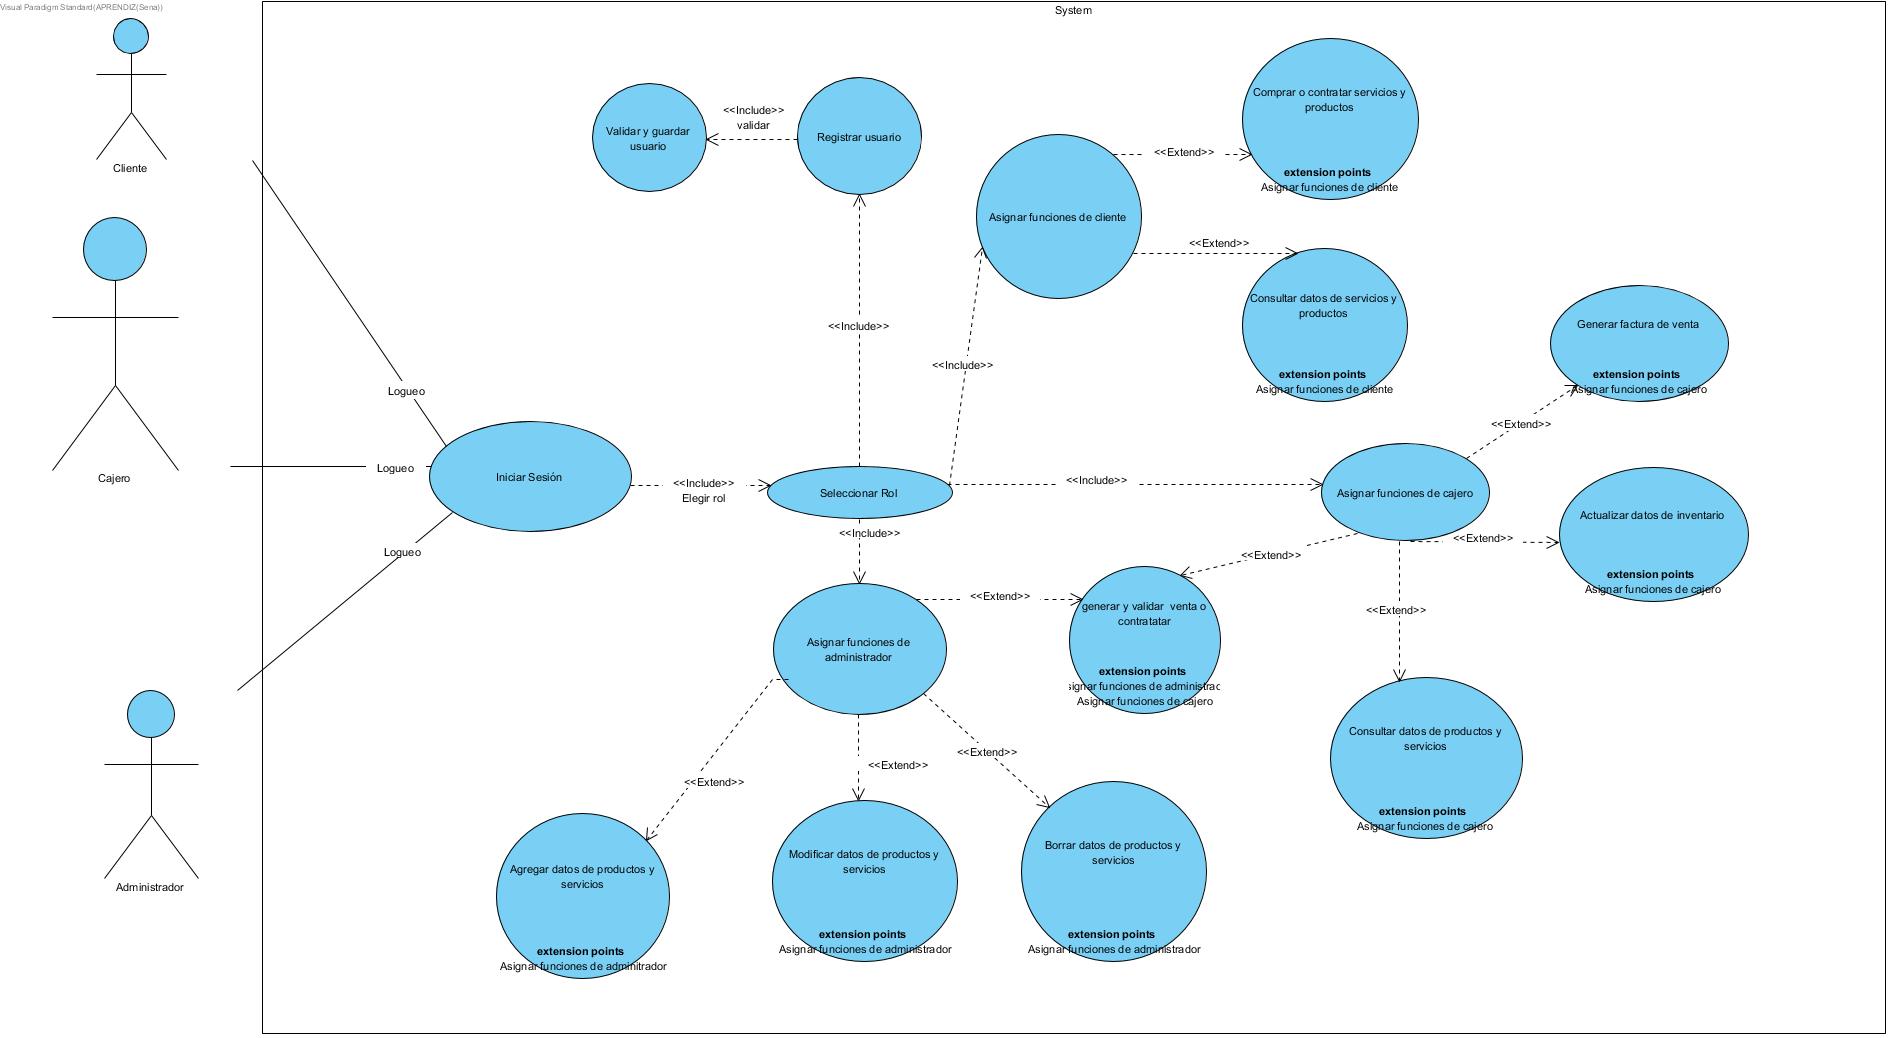 Visual Paradigm Standard(APRENDIZ(Sena))
System
Cliente
Cajero
Administrador
Logueo
Logueo
Logueo
Iniciar Sesión
<<Include>>
Elegir rol
Seleccionar Rol
<<Include>>
Registrar usuario
<<Include>>
validar
Validar y guardar
usuario
<<Include>>
Asignar funciones de cliente
<<Extend>>
Comprar o contratar servicios y
productos
extension points
Asignar funciones de cliente
<<Extend>>
Consultar datos de servicios y
productos
extension points
Asignar funciones de cliente
<<Include>>
Asignar funciones de cajero
<<Extend>>
Generar factura de venta
extension points
Asignar funciones de cajero
<<Extend>>
Actualizar datos de inventario
extension points
Asignar funciones de cajero
<<Extend>>
Consultar datos de productos y
servicios
extension points
Asignar funciones de cajero
<<Extend>>
generar y validar  venta o
contratatar
extension points
signar funciones de administrac
Asignar funciones de cajero
<<Include>>
Asignar funciones de
administrador
<<Extend>>
<<Extend>>
Agregar datos de productos y
servicios
extension points
Asignar funciones de adminitrador
<<Extend>>
Modificar datos de productos y
servicios
extension points
Asignar funciones de administrador
<<Extend>>
Borrar datos de productos y
servicios
extension points
Asignar funciones de administrador